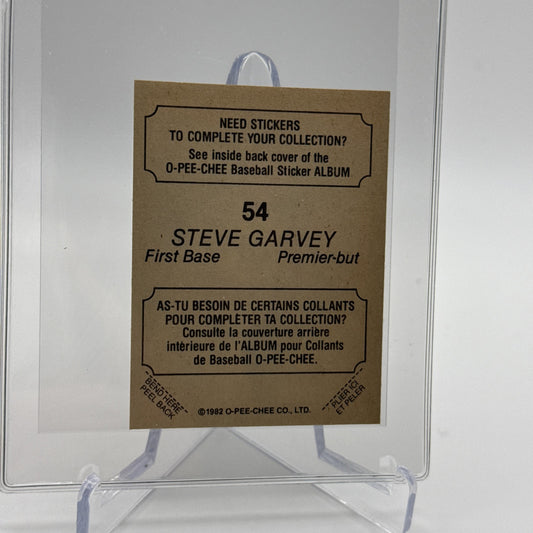 NEED STICKERS
TO COMPLETE YOUR COLLECTION?
See inside back cover of the
O-PEE-CHEE Baseball Sticker ALBUM
54
STEVE GARVEY
First Base Premier-but
AS-TU BESOIN DE CERTAINS COLLANTS
POUR COMPLÈTER TA COLLECTION?
Consulte la couverture arrière
intérieure de l'ALBUM pour Collants
de Baseball O-PEE-CHEE.
BEND HERE
PEEL BACK
PLIER ICI
ET PELER
©1982 O-PEE-CHEE CO., LTD.